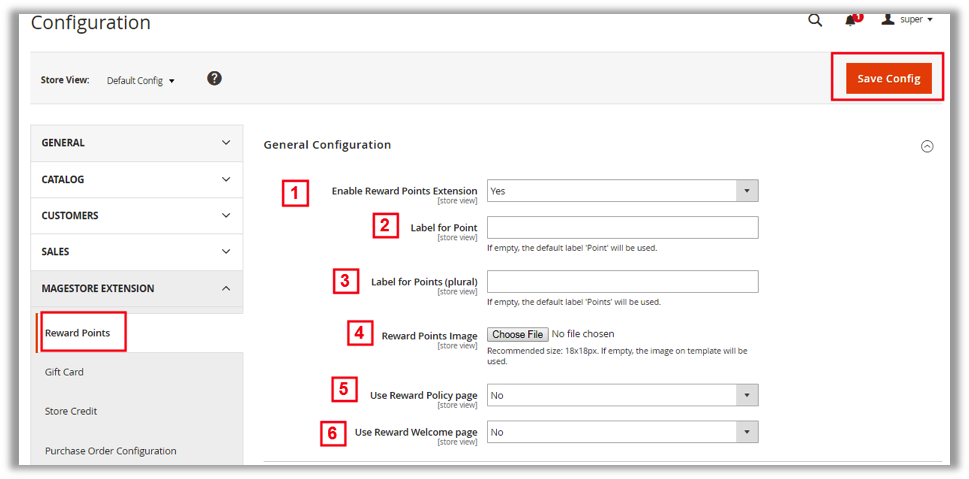 Configuration
1
super
Store View:
Default Config
?
Save Config
GENERAL
CATALOG
CUSTOMERS
SALES
MAGESTORE EXTENSION
Reward Points
Gift Card
Store Credit
Purchase Order Configuration
General Configuration
1
Enable Reward Points Extension
[store view]
Yes
2
Label for Point
[store view]
If empty, the default label 'Point' will be used.
3
Label for Points (plural)
[store view]
If empty, the default label 'Points' will be used.
4
Reward Points Image
[store view]
Choose File No file chosen
Recommended size: 18x18px. If empty, the image on template will be
used.
5
Use Reward Policy page
[store view]
No
6
Use Reward Welcome page
[store view]
No